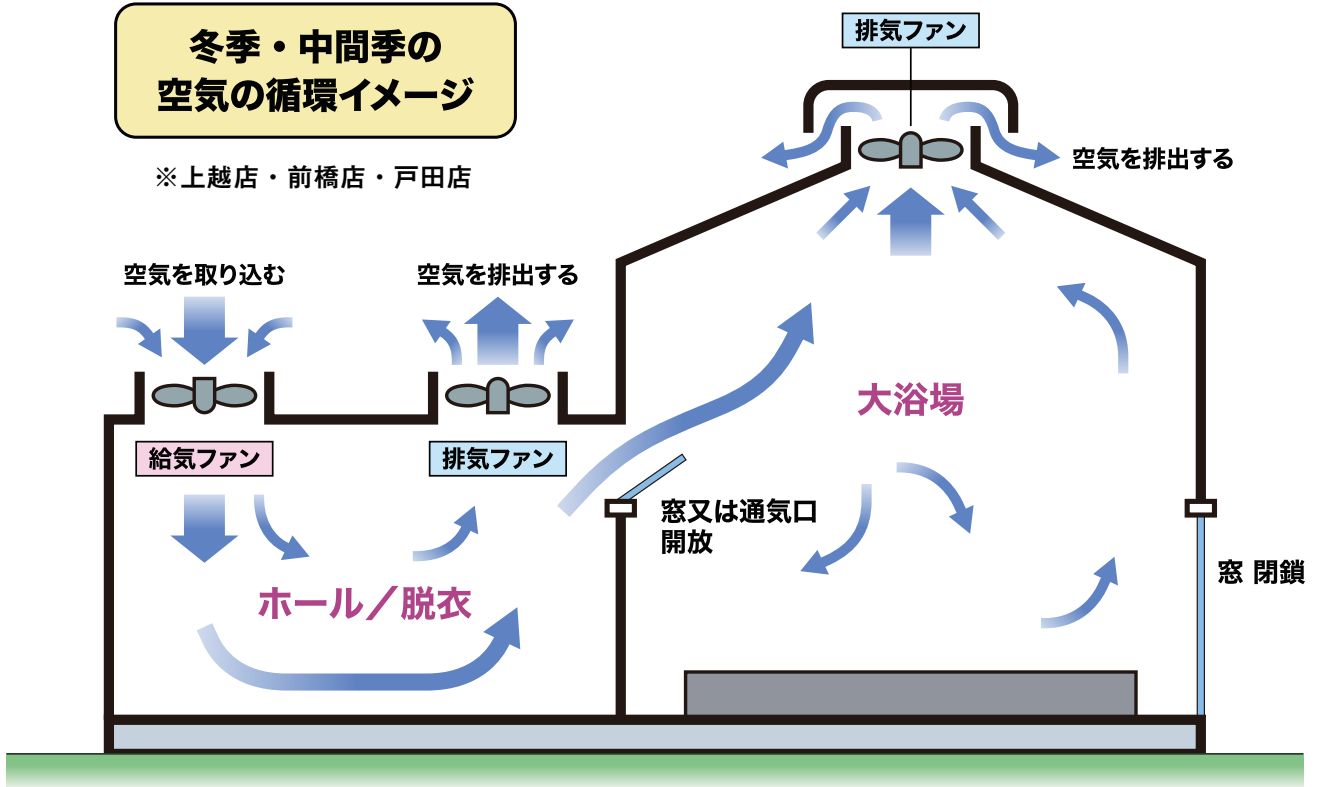 冬季・中間季の
空気の循環イメージ
※上越店・前橋店・戸田店
排気ファン
空気を排出する
空気を取り込む
空気を排出する
給気ファン
排気ファン
大浴場
窓又は通気口
開放
窓 閉鎖
ホール／脱衣